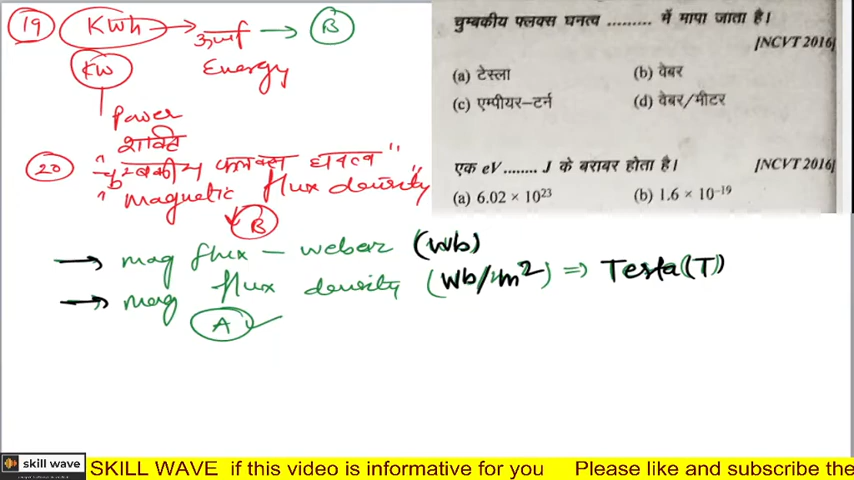 19 KWh → ऊर्जा → B
KW Energy
Power
शक्ति
20 "चुम्बकीय फ्लक्स घनत्व"
"magnetic flux density"
B
→ mag flux - weber (Wb)
→ mag flux density (Wb/m² ) ⇒ Tesla(T)
A ✓
चुम्बकीय फ्लक्स घनत्व ......... में मापा जाता है।
[NCVT 2016]
(a) टेस्ला (b) वेबर
(c) एम्पीयर-टर्न (d) वेबर/मीटर
एक eV........ J के बराबर होता है। [NCVT 2016]
(a) 6.02 × 10²³ (b) 1.6 × 10⁻¹⁹
skill wave SKILL WAVE if this video is informative for you Please like and subscribe the